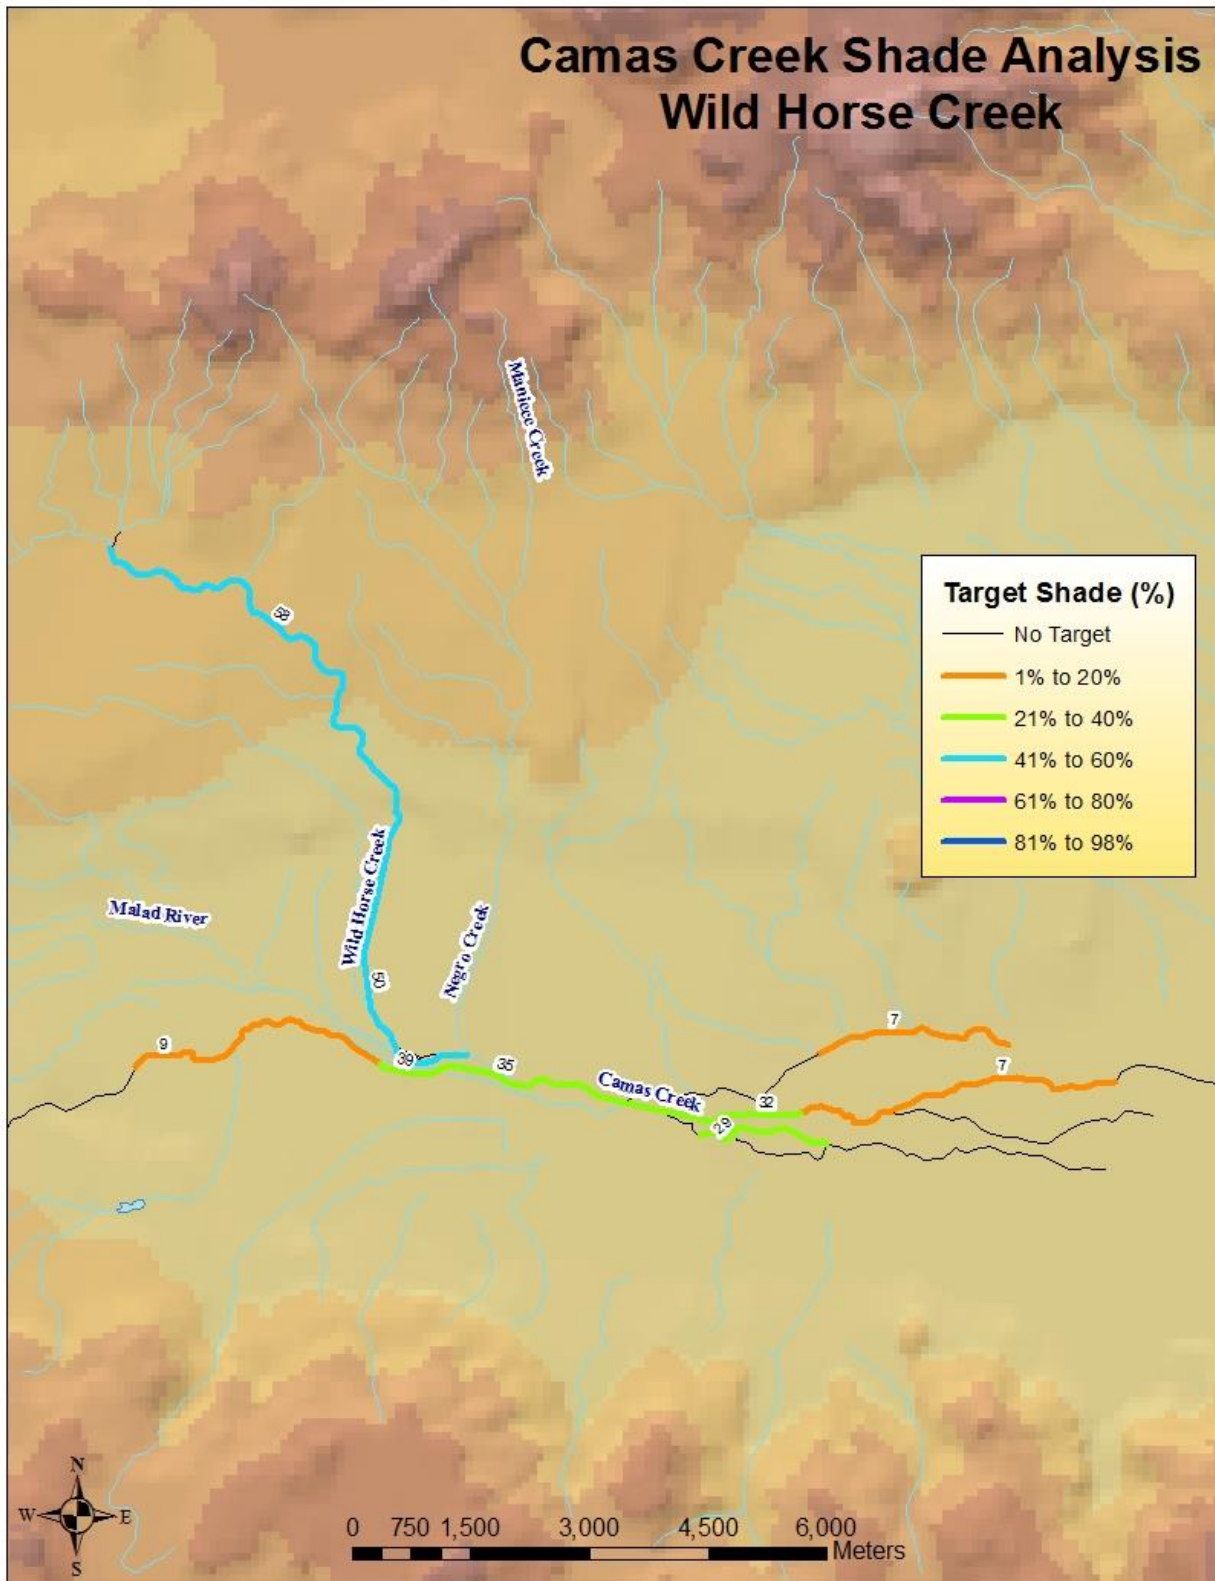 Camas Creek Shade Analysis
Wild Horse Creek
Maniece Creek
58
Target Shade (%)
No Target
1% to 20%
21% to 40%
41% to 60%
61% to 80%
81% to 98%
Malad River
Wild Horse Creek
Negro Creek
50
9
39
35
7
7
Camas Creek
32
29
N
W
E
S
0 750 1,500 3,000 4,500 6,000
Meters